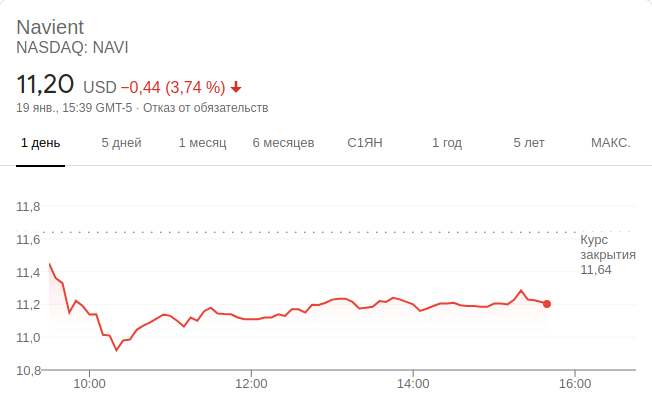 Navient
NASDAQ: NAVI
11,20 USD −0,44 (3,74 %)
19 янв., 15:39 GMT-5 · Отказ от обязательств
1 день 5 дней 1 месяц 6 месяцев С1ЯН 1 год 5 лет МАКС.
11,8
11,6
Курс
закрытия
11,64
11,4
11,2
11,0
10,8
10:00 12:00 14:00 16:00